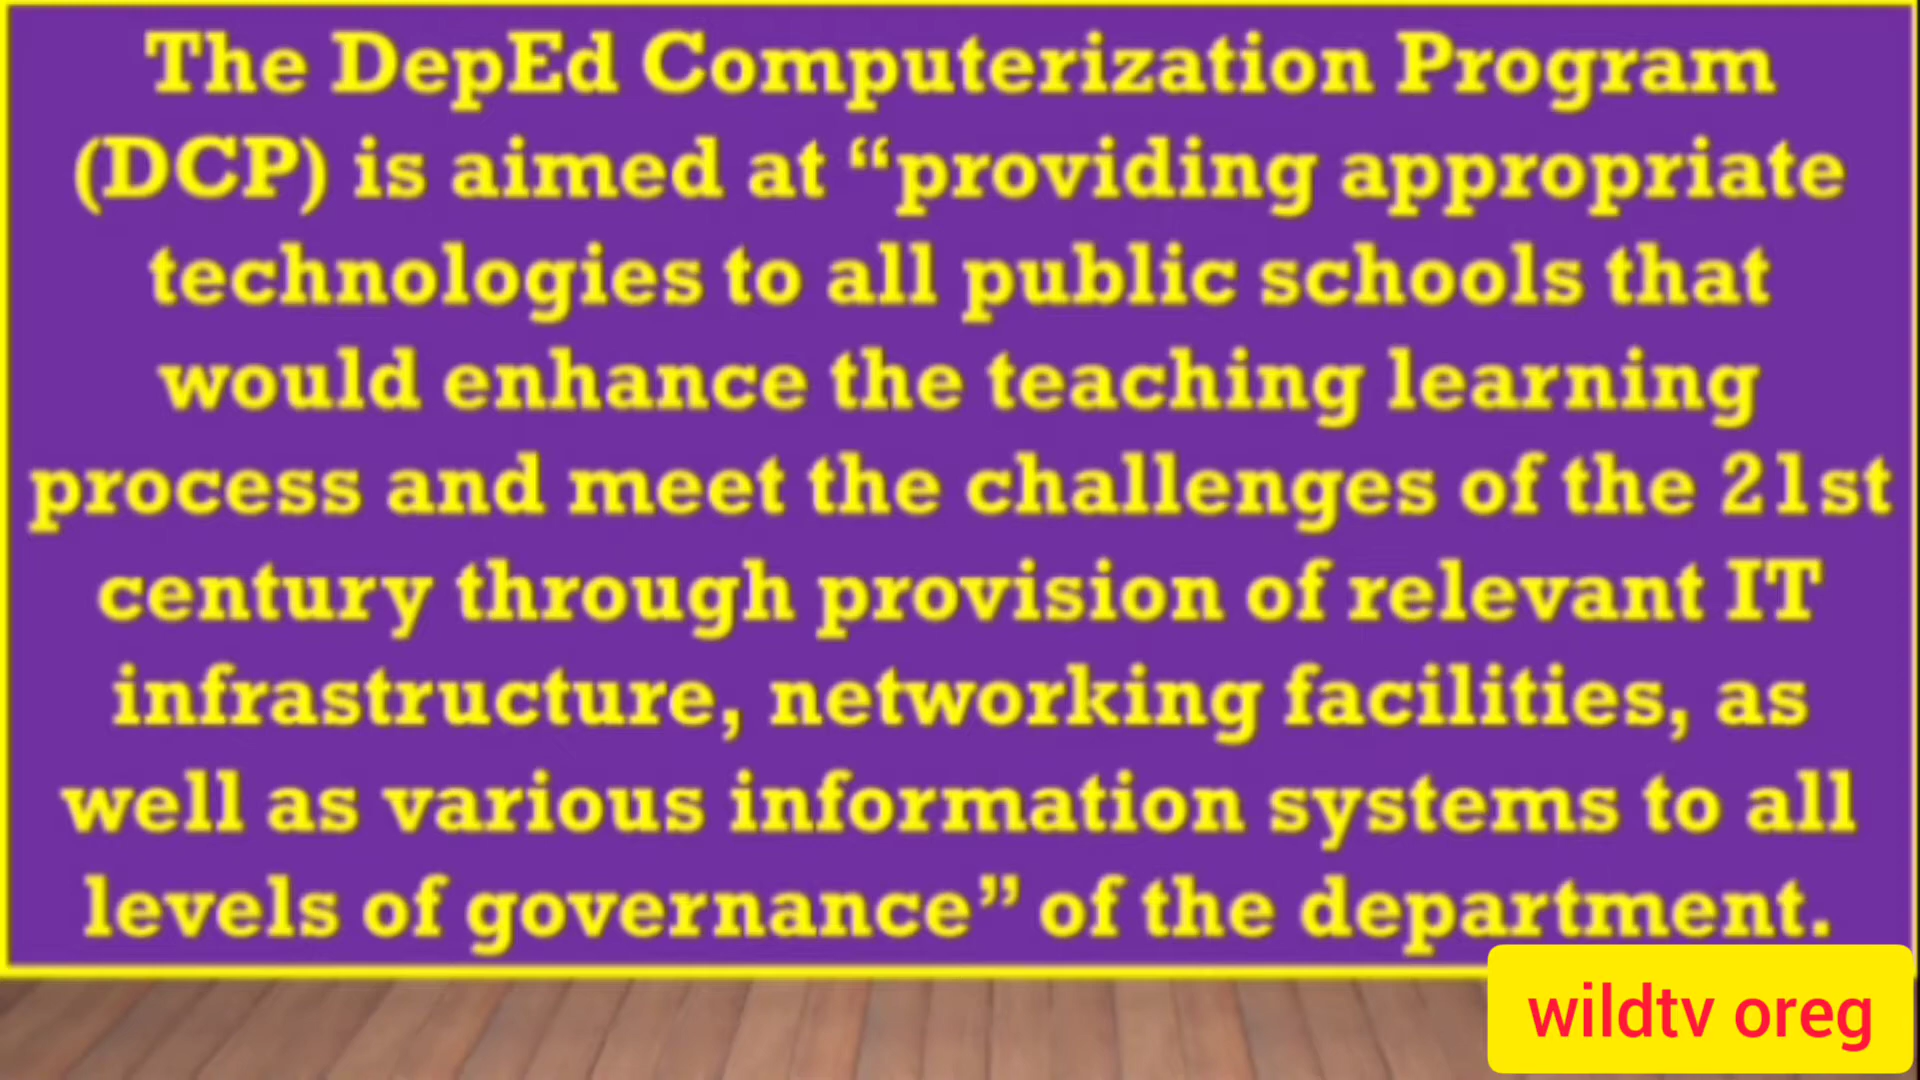 The DepEd Computerization Program
(DCP) is aimed at “providing appropriate
technologies to all public schools that
would enhance the teaching learning
process and meet the challenges of the 21st
century through provision of relevant IT
infrastructure, networking facilities, as
well as various information systems to all
levels of governance” of the department.
wildtv oreg